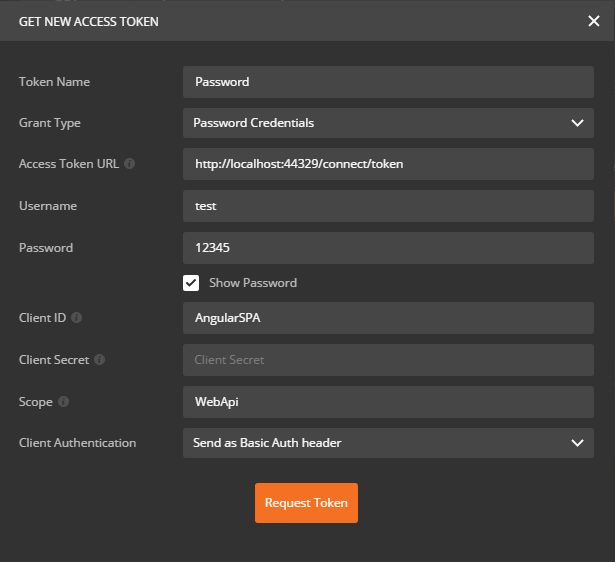 GET NEW ACCESS TOKEN
Token Name Password
Grant Type Password Credentials
Access Token URL http://localhost:44329/connect/token
Username test
Password 12345
Show Password
Client ID AngularSPA
Client Secret Client Secret
Scope WebApi
Client Authentication Send as Basic Auth header
Request Token